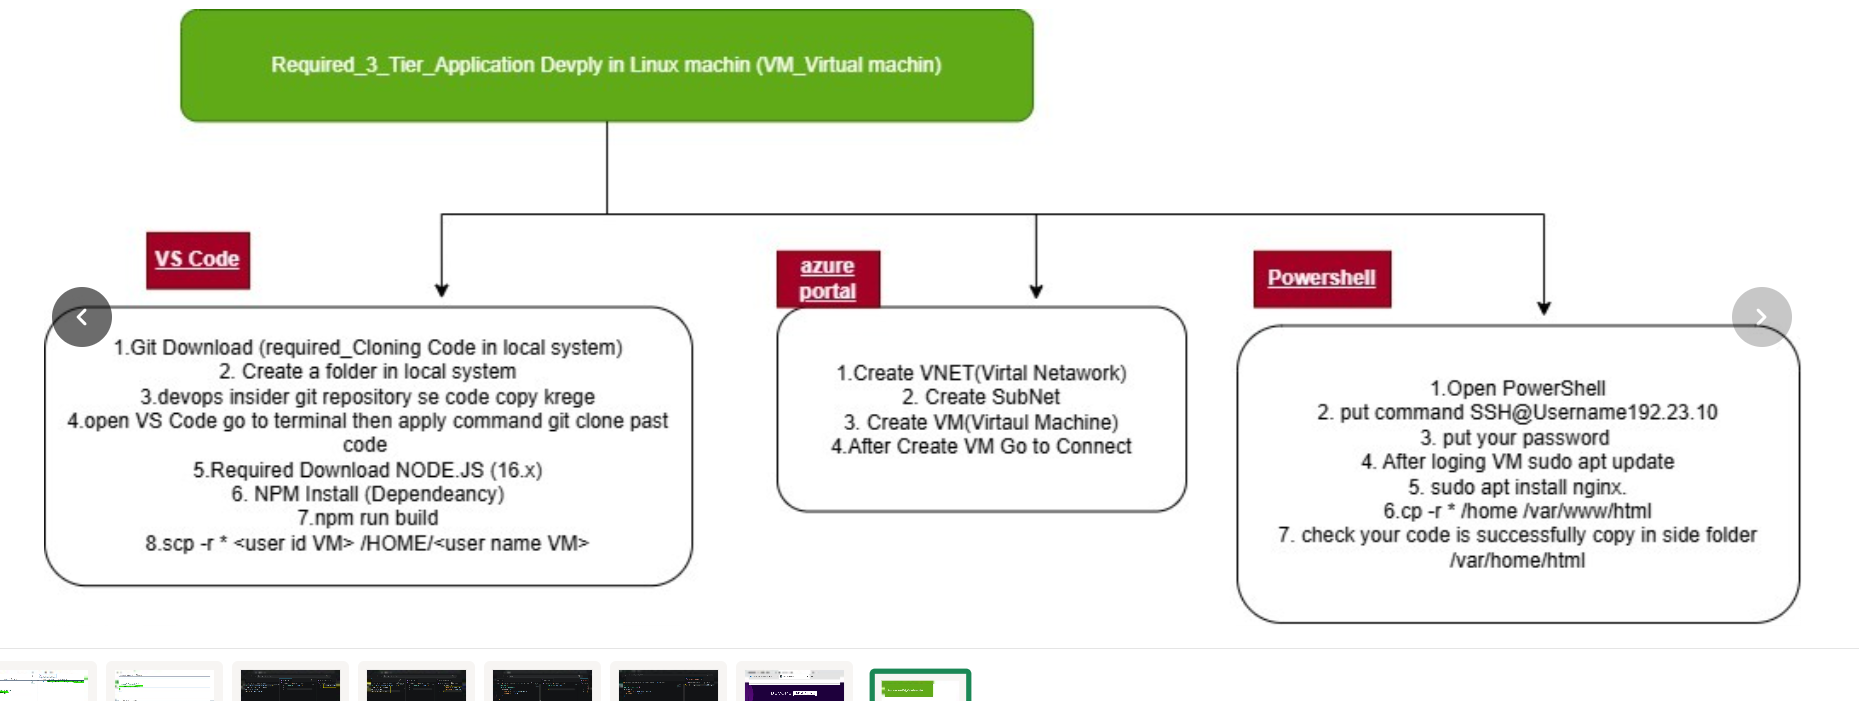 Required_3_Tier_Application Devply in Linux machin (VM_Virtual machin)
VS Code
1.Git Download (required_Cloning Code in local system)
2. Create a folder in local system
3.devops insider git repository se code copy krege
4.open VS Code go to terminal then apply command git clone past
code
5.Required Download NODE.JS (16.x)
6. NPM Install (Dependeancy)
7.npm run build
8.scp -r * <user id VM> /HOME/<user name VM>
azure
portal
1.Create VNET(Virtal Netawork)
2. Create SubNet
3. Create VM(Virtaul Machine)
4.After Create VM Go to Connect
Powershell
1.Open PowerShell
2. put command SSH@Username192.23.10
3. put your password
4. After loging VM sudo apt update
5. sudo apt install nginx.
6.cp -r * /home /var/www/html
7. check your code is successfully copy in side folder
/var/home/html